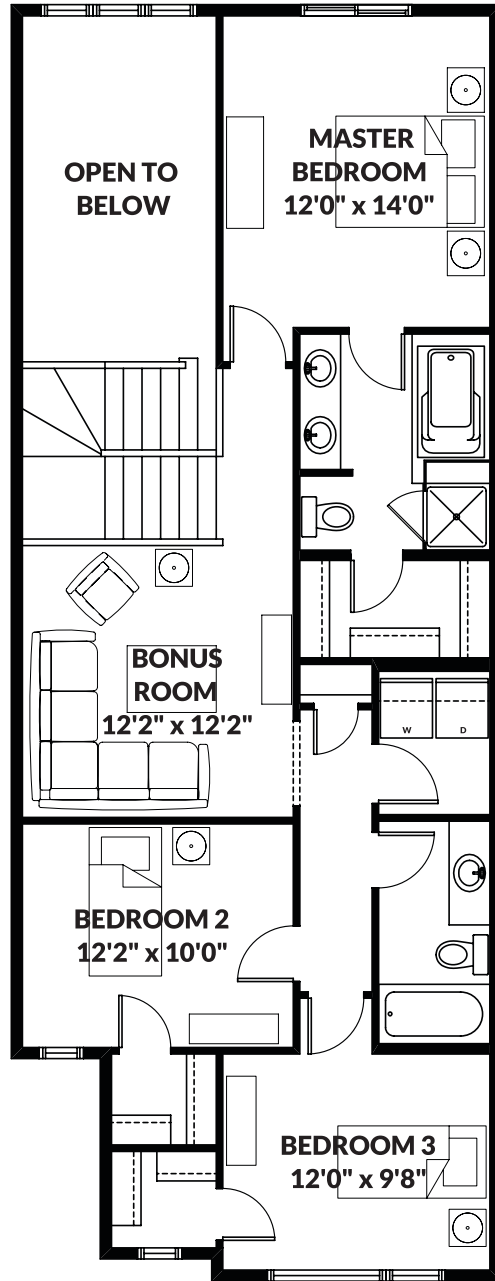 OPEN TO
BELOW
MASTER
BEDROOM
12'0" x 14'0"
BONUS
ROOM
12'2" x 12'2"
W D
BEDROOM 2
12'2" x 10'0"
BEDROOM 3
12'0" x 9'8"